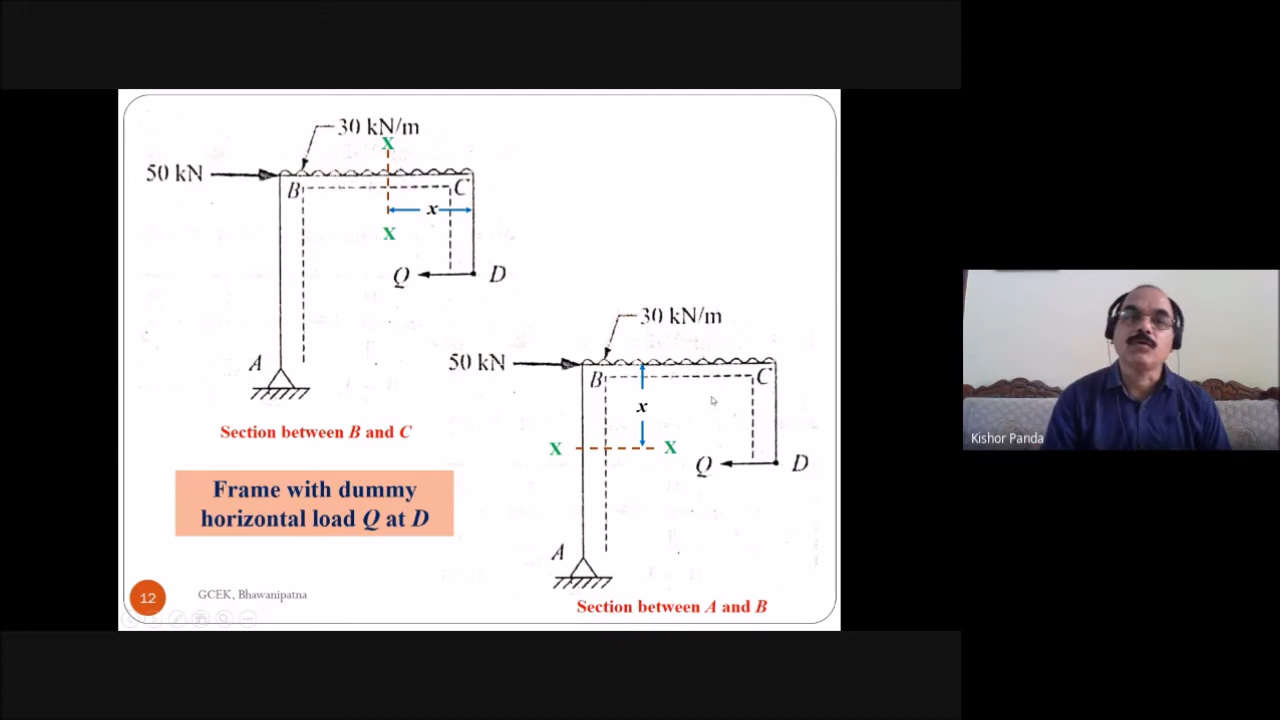 30 kN/m
X
50 kN
B
C
x
X
Q
D
A
Section between B and C
30 kN/m
50 kN
B
C
x
X
X
Q
D
A
Section between A and B
Frame with dummy
horizontal load Q at D
12
GCEK, Bhawanipatna
Kishor Panda